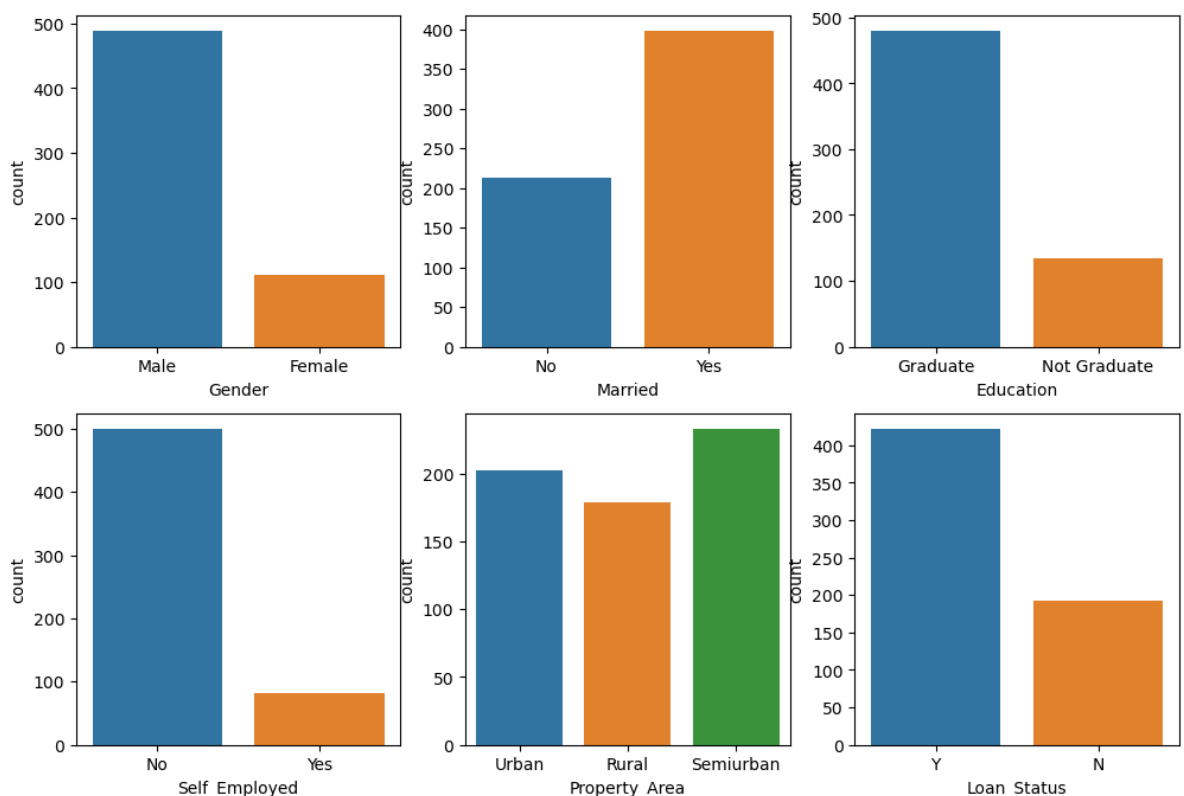 500
400
300
200
100
0
count
Male Female
Gender
400
350
300
250
200
150
100
50
0
count
No Yes
Married
500
400
300
200
100
0
count
Graduate Not Graduate
Education
500
400
300
200
100
0
count
No Yes
Self_Employed
200
150
100
50
0
count
Urban Rural Semiurban
Property_Area
400
350
300
250
200
150
100
50
0
count
Y N
Loan_Status